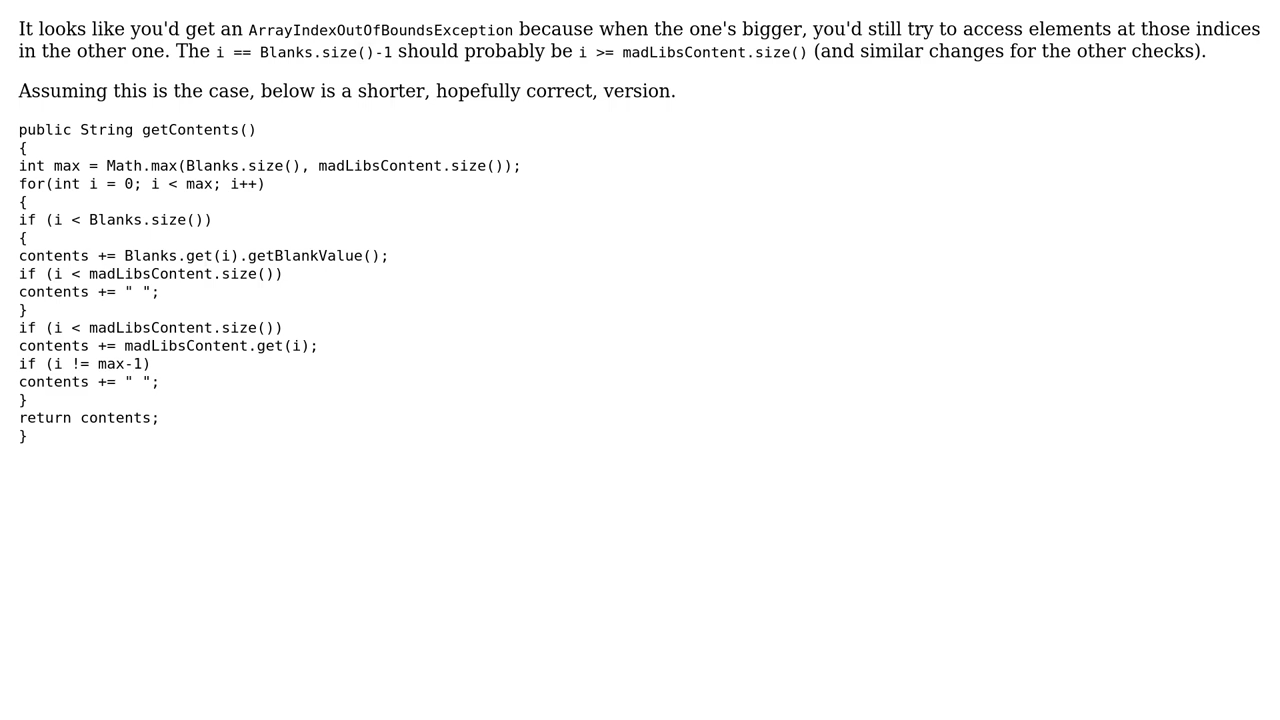 It looks like you'd get an ArrayIndexOutOfBoundsException because when the one's bigger, you'd still try to access elements at those indices
in the other one. The i == Blanks.size()-1 should probably be i >= madLibsContent.size() (and similar changes for the other checks).
Assuming this is the case, below is a shorter, hopefully correct, version.
public String getContents()
{
int max = Math.max(Blanks.size(), madLibsContent.size());
for(int i = 0; i < max; i++)
{
if (i < Blanks.size())
{
contents += Blanks.get(i).getBlankValue();
if (i < madLibsContent.size())
contents += " ";
}
if (i < madLibsContent.size())
contents += madLibsContent.get(i);
if (i != max-1)
contents += " ";
}
return contents;
}